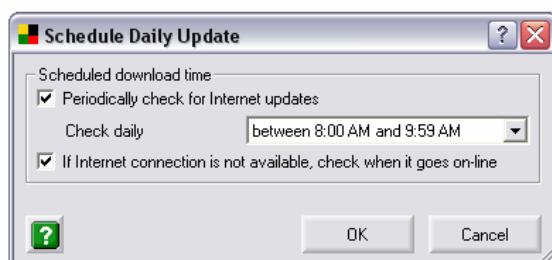 Schedule Daily Update
Scheduled download time
Periodically check for Internet updates
Check daily between 8:00 AM and 9:59 AM
If Internet connection is not available, check when it goes on-line
OK Cancel